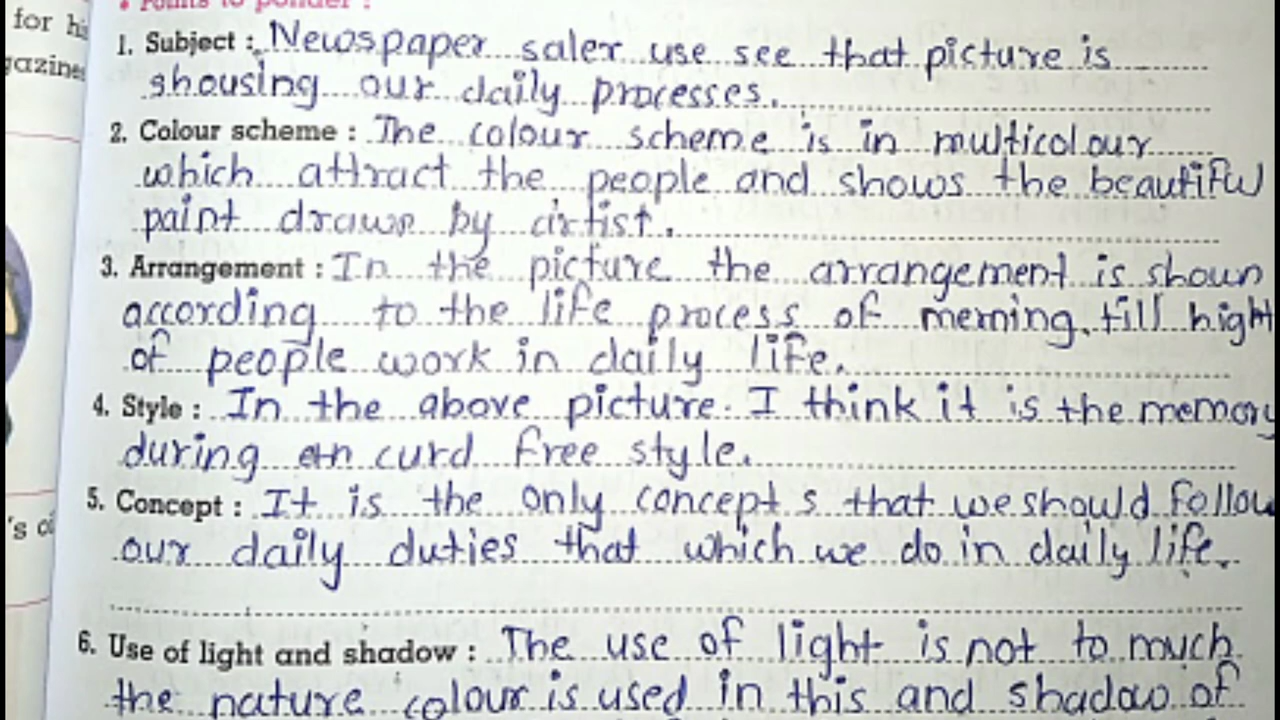 • Points to ponder :
for his
gazines
1. Subject : Newspaper saler use see that picture is
shousing our daily processes.
2. Colour scheme : The colour scheme is in multicolour
which attract the people and shows the beautiful
paint drawn by artist.
3. Arrangement : In the picture the arrangement is shown
according to the life process of merning till night
of people work in daily life.
4. Style : In the above picture. I think it is the memory
during curd free style.
5. Concept : It is the only concept s that we should follow
our daily duties that which we do in daily life.
's of
6. Use of light and shadow : The use of light is not to much
the nature colour is used in this and shadow of